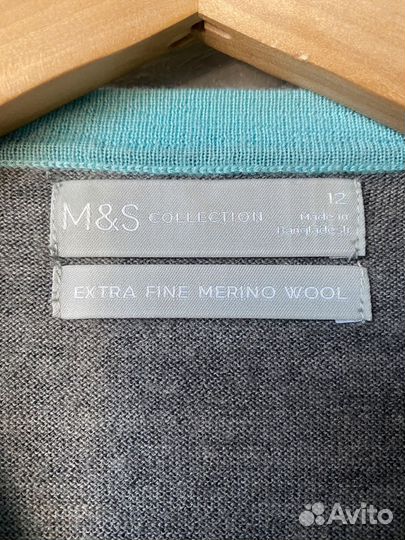 M&S COLLECTION
12
Made in
Bangladesh
EXTRA FINE MERINO WOOL
Avito